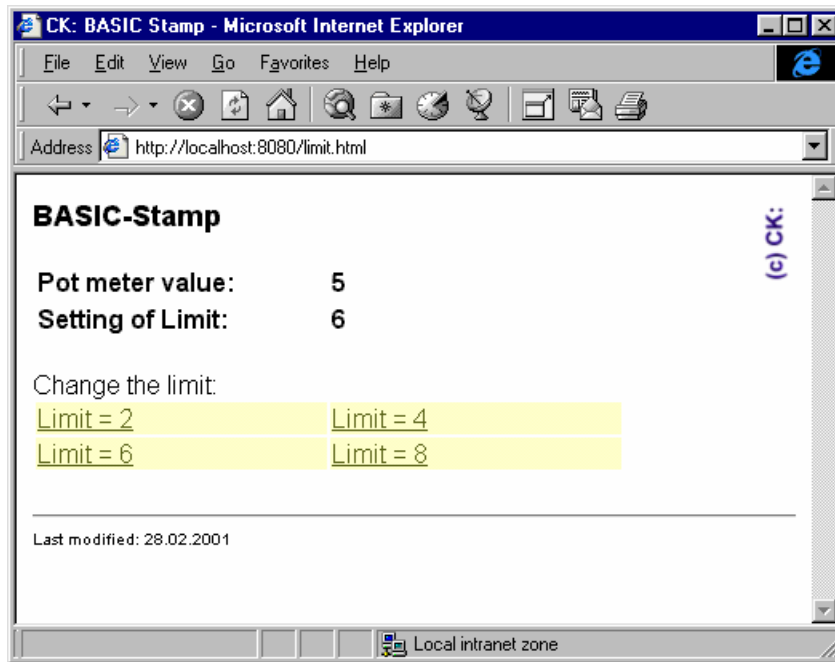 CK: BASIC Stamp - Microsoft Internet Explorer
File Edit View Go Favorites Help
Address http://localhost:8080/limit.html
BASIC-Stamp
(c) CK:
Pot meter value: 5
Setting of Limit: 6
Change the limit:
Limit = 2 Limit = 4
Limit = 6 Limit = 8
Last modified: 28.02.2001
Local intranet zone